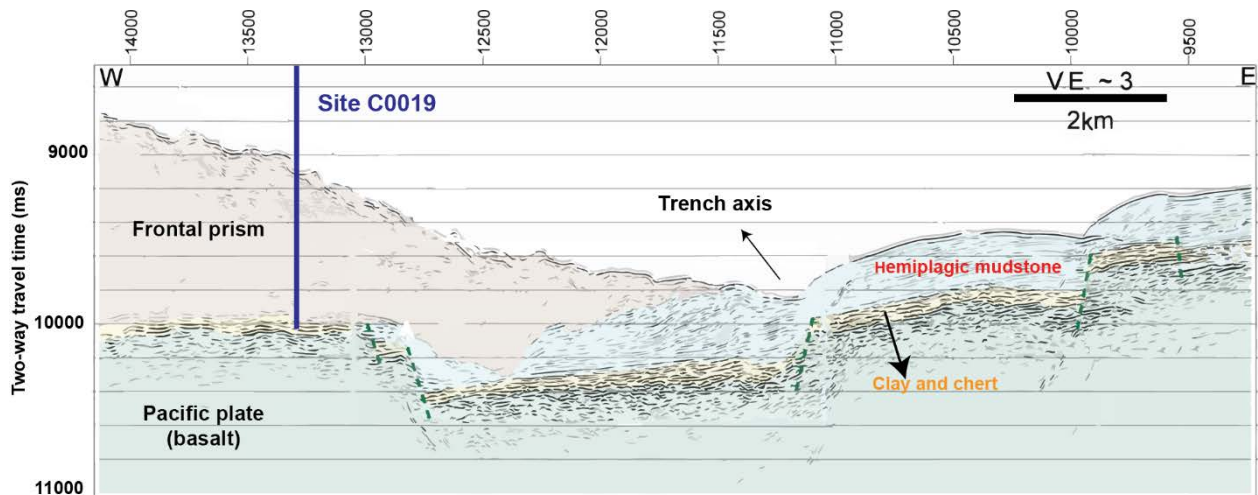 14000 13500 13000 12500 12000 11500 11000 10500 10000 9500
W
E
V.E. ~ 3
2km
Site C0019
9000
Trench axis
Frontal prism
Hemiplagic mudstone
10000
Clay and chert
Pacific plate
(basalt)
11000
Two-way travel time (ms)